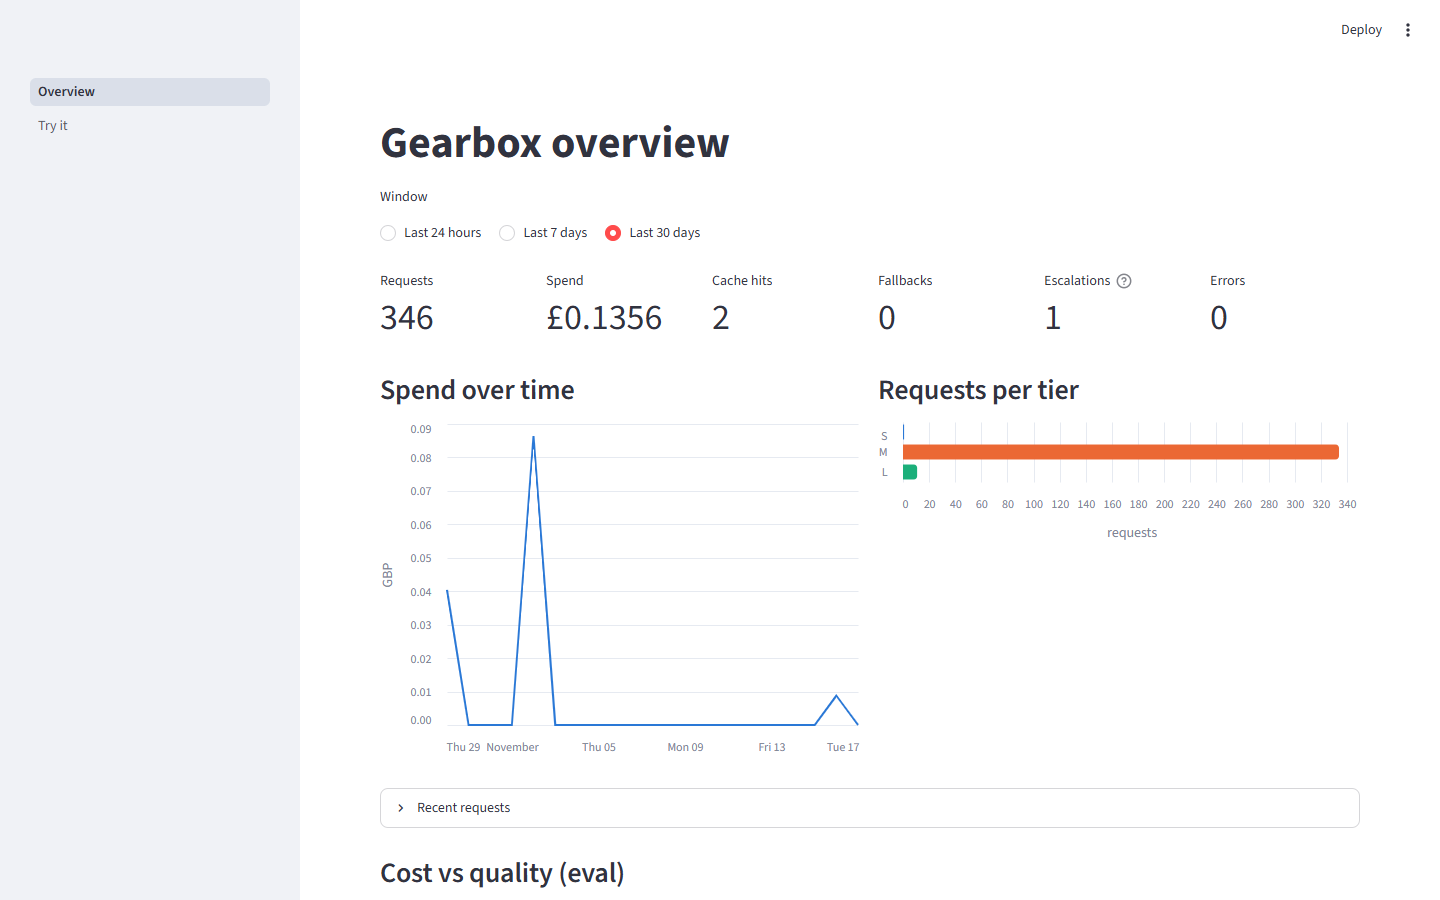 Deploy
Overview
Try it
Gearbox overview
Window
Last 24 hours Last 7 days Last 30 days
Requests Spend Cache hits Fallbacks Escalations ? Errors
346 £0.1356 2 0 1 0
Spend over time
0.09
0.08
0.07
0.06
0.05
0.04
0.03
0.02
0.01
0.00
GBP
Thu 29 November Thu 05 Mon 09 Fri 13 Tue 17
Requests per tier
S
M
L
0 20 40 60 80 100 120 140 160 180 200 220 240 260 280 300 320 340
requests
Recent requests
Cost vs quality (eval)